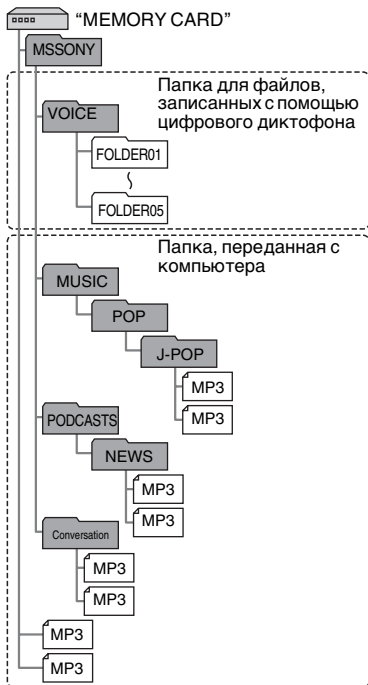 “MEMORY CARD”
MSSONY
Папка для файлов,
записанных с помощью
цифрового диктофона
VOICE
FOLDER01
FOLDER05
Папка, переданная с
компьютера
MUSIC
POP
J-POP
MP3
MP3
PODCASTS
NEWS
MP3
MP3
Conversation
MP3
MP3
MP3
MP3